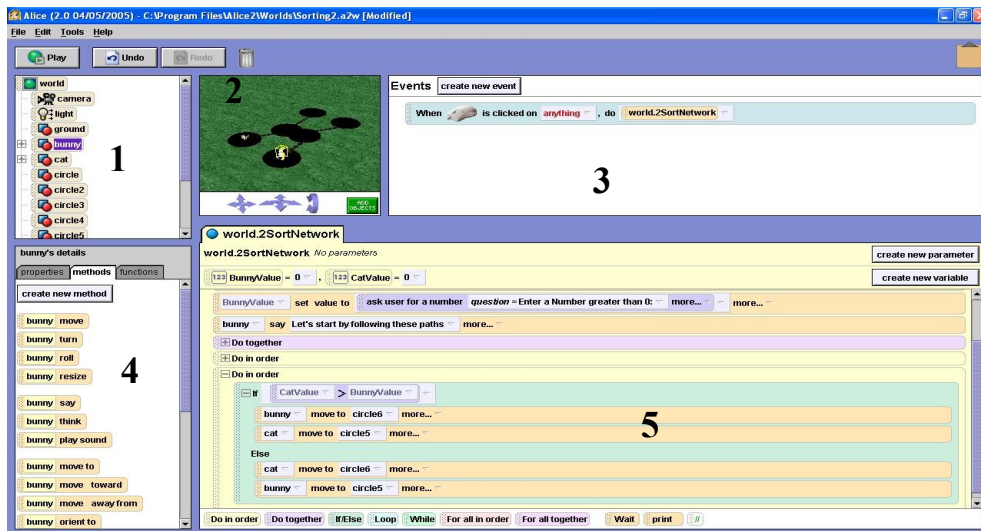 Alice (2.0 04/05/2005) - C:\Program Files\Alice2\Worlds\Sorting2.a2w [Modified]
File Edit Tools Help
Play Undo Redo
world
camera
light
ground
bunny
cat
circle
circle2
circle3
circle4
circle5
1
2
ADD OBJECTS
Events create new event
When is clicked on anything , do world.2SortNetwork
3
bunny's details
properties methods functions
create new method
bunny move
bunny turn
bunny roll
bunny resize
bunny say
bunny think
bunny play sound
bunny move to
bunny move toward
bunny move away from
bunny orient to
4
world.2SortNetwork
world.2SortNetwork No parameters create new parameter
123 BunnyValue = 0 , 123 CatValue = 0 create new variable
BunnyValue set value to ask user for a number question = Enter a Number greater than 0: more... more...
bunny say Let's start by following these paths more...
Do together
Do in order
Do in order
If CatValue > BunnyValue
bunny move to circle6 more...
cat move to circle5 more...
Else
cat move to circle6 more...
bunny move to circle5 more...
5
Do in order Do together If/Else Loop While For all in order For all together Wait print //